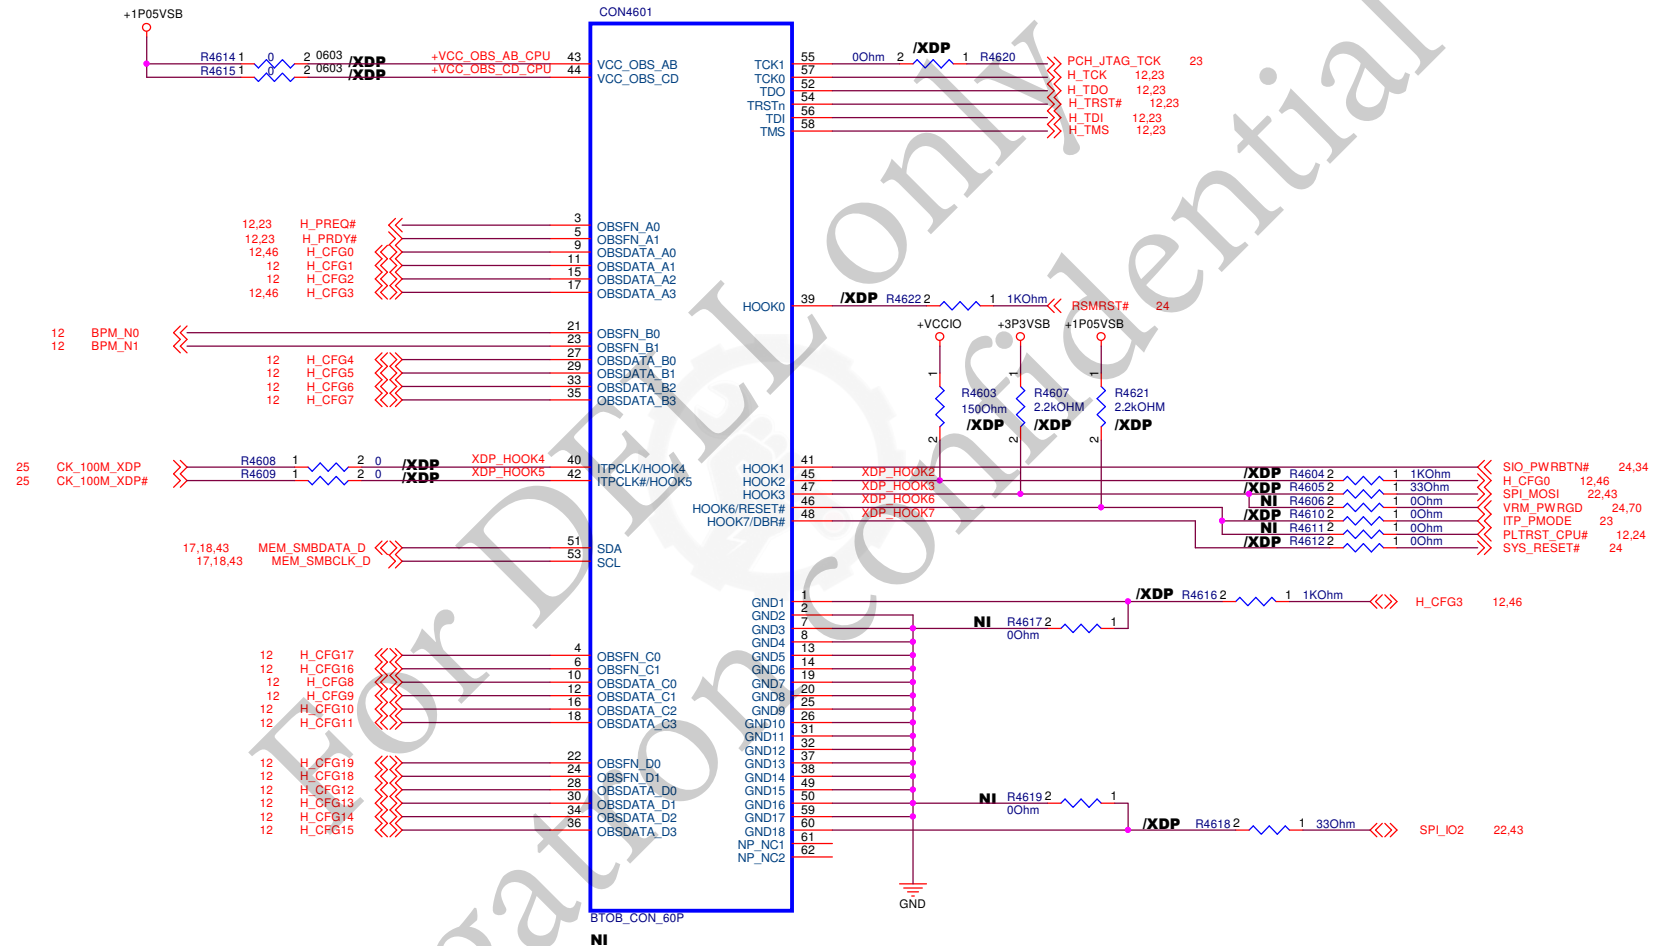 CON4601
+1P05VSB
R4614 1 0 2 0603 /XDP +VCC_OBS_AB_CPU 43 VCC_OBS_AB
R4615 1 0 2 0603 /XDP +VCC_OBS_CD_CPU 44 VCC_OBS_CD
TCK1 55 0Ohm 2 /XDP 1 R4620 PCH_JTAG_TCK 23
TCK0 57 H_TCK 12,23
TDO 52 H_TDO 12,23
TRSTn 54 H_TRST# 12,23
TDI 56 H_TDI 12,23
TMS 58 H_TMS 12,23
12,23 H_PREQ# 3 OBSFN_A0
12,23 H_PRDY# 5 OBSFN_A1
12,46 H_CFG0 9 OBSDATA_A0
12 H_CFG1 11 OBSDATA_A1
12 H_CFG2 15 OBSDATA_A2
12,46 H_CFG3 17 OBSDATA_A3
HOOK0 39 /XDP R4622 2 1 1KOhm RSMRST# 24
12 BPM_N0 21 OBSFN_B0
12 BPM_N1 23 OBSFN_B1
12 H_CFG4 27 OBSDATA_B0
12 H_CFG5 29 OBSDATA_B1
12 H_CFG6 33 OBSDATA_B2
12 H_CFG7 35 OBSDATA_B3
+VCCIO +3P3VSB +1P05VSB
1 1 1
R4603 R4607 R4621
150Ohm 2.2kOHM 2.2kOHM
/XDP /XDP /XDP
2 2 2
25 CK_100M_XDP R4608 1 2 0 /XDP XDP_HOOK4 40 ITPCLK/HOOK4
25 CK_100M_XDP# R4609 1 2 0 /XDP XDP_HOOK5 42 ITPCLK#/HOOK5
HOOK1 41 SIO_PWRBTN# 24,34
HOOK2 45 XDP_HOOK2 /XDP R4604 2 1 1KOhm H_CFG0 12,46
HOOK3 47 XDP_HOOK3 /XDP R4605 2 1 33Ohm SPI_MOSI 22,43
HOOK6/RESET# 46 XDP_HOOK6 NI R4606 2 1 0Ohm VRM_PWRGD 24,70
HOOK7/DBR# 48 XDP_HOOK7 /XDP R4610 2 1 0Ohm ITP_PMODE 23
NI R4611 2 1 0Ohm PLTRST_CPU# 12,24
/XDP R4612 2 1 0Ohm SYS_RESET# 24
17,18,43 MEM_SMBDATA_D 51 SDA
17,18,43 MEM_SMBCLK_D 53 SCL
GND1 1 /XDP R4616 2 1 1KOhm H_CFG3 12,46
GND2 2
GND3 7 NI R4617 2 1
0Ohm
GND4 8
GND5 13
GND6 14
GND7 19
GND8 20
GND9 25
GND10 26
GND11 31
GND12 32
GND13 37
GND14 38
GND15 49
GND16 50 NI R4619 2 1
0Ohm
GND17 59
GND18 60 /XDP R4618 2 1 33Ohm SPI_IO2 22,43
NP_NC1 61
NP_NC2 62
12 H_CFG17 4 OBSFN_C0
12 H_CFG16 6 OBSFN_C1
12 H_CFG8 10 OBSDATA_C0
12 H_CFG9 12 OBSDATA_C1
12 H_CFG10 16 OBSDATA_C2
12 H_CFG11 18 OBSDATA_C3
12 H_CFG19 22 OBSFN_D0
12 H_CFG18 24 OBSFN_D1
12 H_CFG12 28 OBSDATA_D0
12 H_CFG13 30 OBSDATA_D1
12 H_CFG14 34 OBSDATA_D2
12 H_CFG15 36 OBSDATA_D3
GND
BTOB_CON_60P
NI
For DELL only
gatron confidential